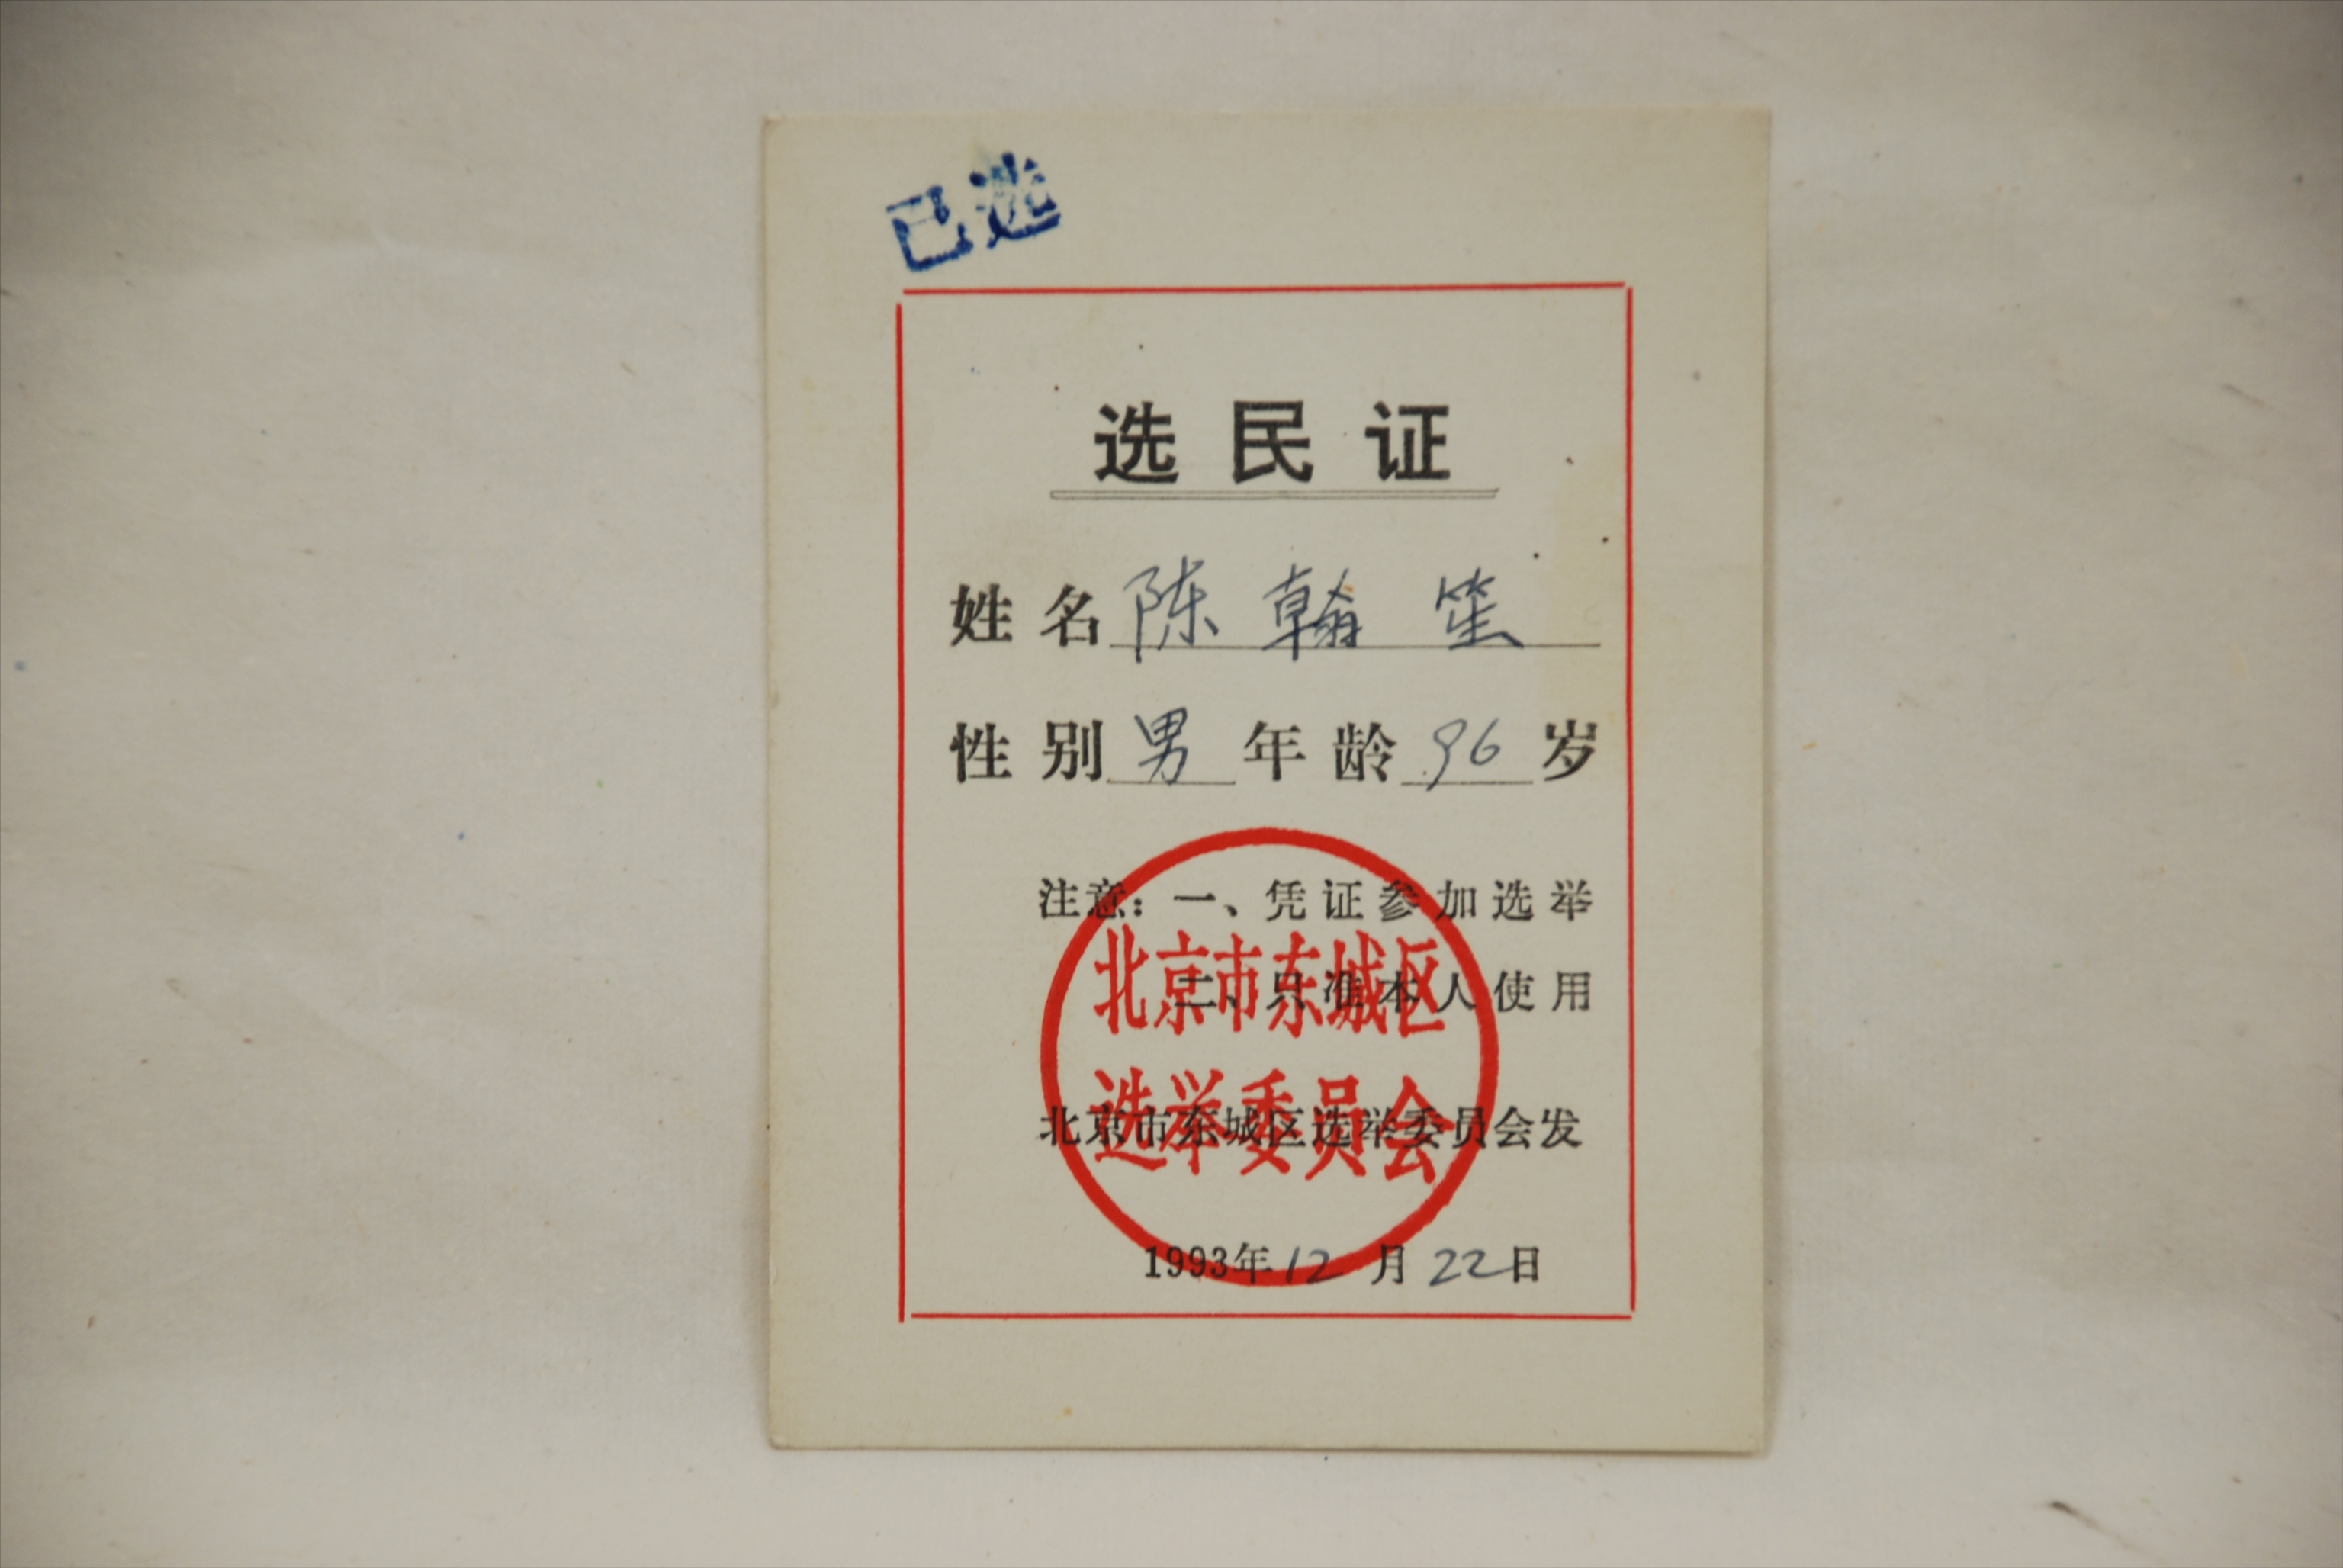 已选
选民证
姓名 陈翰笙
性别 男 年龄 96 岁
注意：一、凭证参加选举
二、只准本人使用
北京市东城区
选举委员会
北京市东城区选举委员会发
1993年12月22日